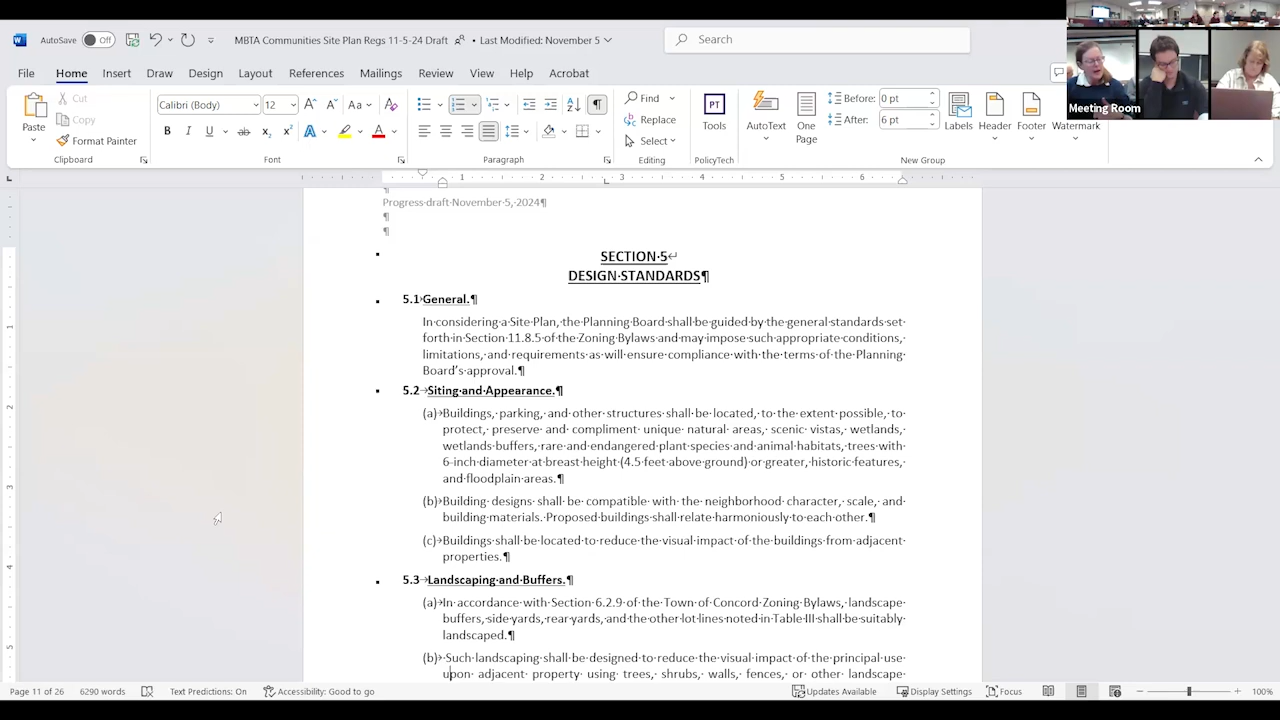 AutoSave
Off
MBTA Communities Site Plan Regs 11-5-24 Draft
• Last Modified: November 5
Search
File
Home
Insert
Draw
Design
Layout
References
Mailings
Review
View
Help
Acrobat
Meeting Room
Paste
Cut
Copy
Format Painter
Clipboard
Calibri (Body)
12
Font
Paragraph
Find
Replace
Select
Editing
Tools
PolicyTech
AutoText
One Page
Before: 0 pt
After: 6 pt
Labels
Header
Footer
Watermark
New Group
Progress draft November 5, 2024¶
SECTION 5
DESIGN STANDARDS¶
5.1 General.¶
In considering a Site Plan, the Planning Board shall be guided by the general standards set
forth in Section 11.8.5 of the Zoning Bylaws and may impose such appropriate conditions,
limitations, and requirements as will ensure compliance with the terms of the Planning
Board's approval.¶
5.2 Siting and Appearance.¶
(a) Buildings, parking, and other structures shall be located, to the extent possible, to
protect, preserve and compliment unique natural areas, scenic vistas, wetlands,
wetlands buffers, rare and endangered plant species and animal habitats, trees with
6-inch diameter at breast height (4.5 feet above ground) or greater, historic features,
and floodplain areas.¶
(b) Building designs shall be compatible with the neighborhood character, scale, and
building materials. Proposed buildings shall relate harmoniously to each other.¶
(c) Buildings shall be located to reduce the visual impact of the buildings from adjacent
properties.¶
5.3 Landscaping and Buffers.¶
(a) In accordance with Section 6.2.9 of the Town of Concord Zoning Bylaws, landscape
buffers, side yards, rear yards, and the other lot lines noted in Table III shall be suitably
landscaped.¶
(b) Such landscaping shall be designed to reduce the visual impact of the principal use
upon adjacent property using trees, shrubs, walls, fences, or other landscape
Page 11 of 26
6290 words
Text Predictions: On
Accessibility: Good to go
Updates Available
Display Settings
Focus
100%